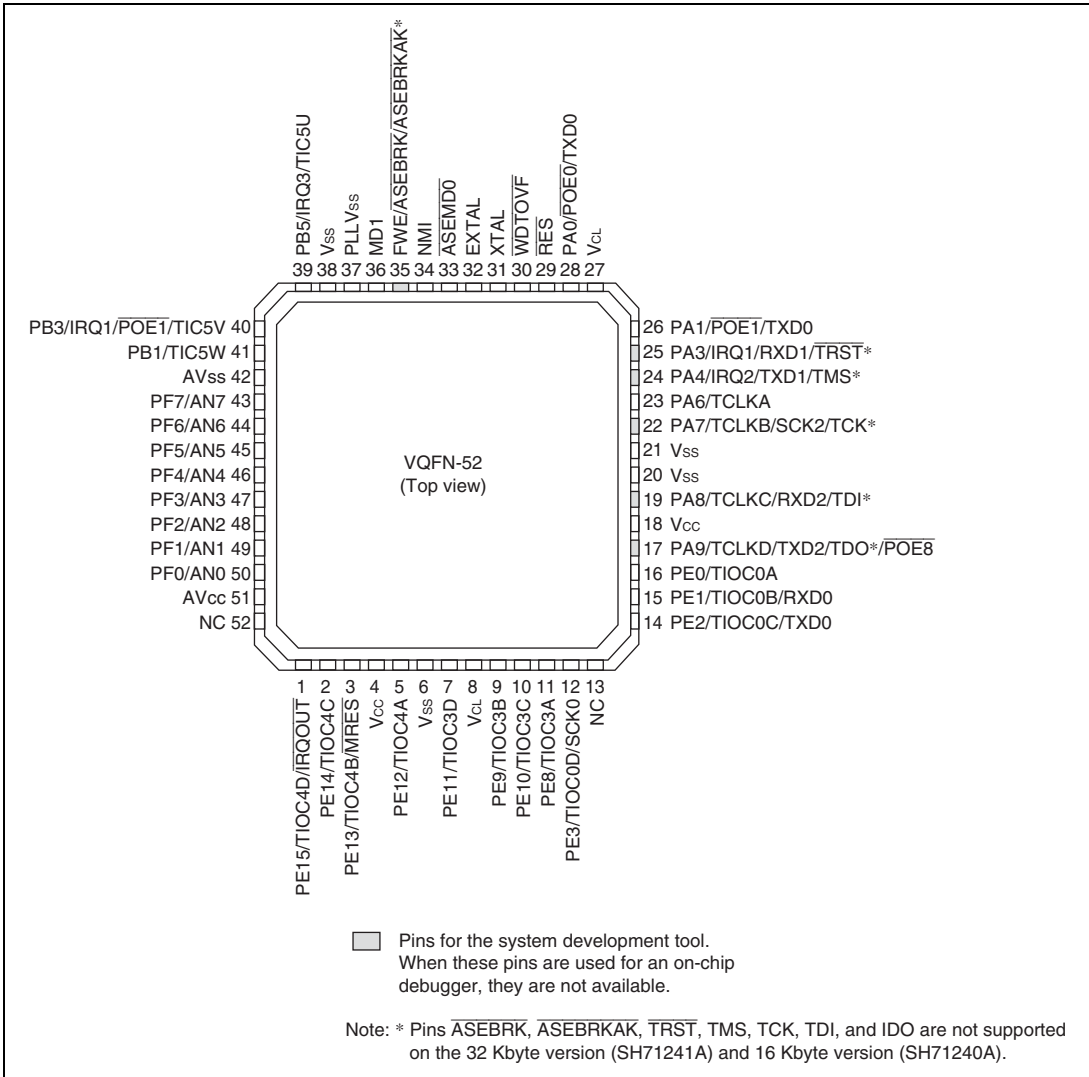 PB5/IRQ3/TIC5U
Vss
PLLVss
MD1
FWE/ASEBRK/ASEBRKAK*
NMI
ASEMD0
EXTAL
XTAL
WDTOVF
RES
PA0/POE0/TXD0
VCL
39 38 37 36 35 34 33 32 31 30 29 28 27
PB3/IRQ1/POE1/TIC5V 40
PB1/TIC5W 41
AVss 42
PF7/AN7 43
PF6/AN6 44
PF5/AN5 45
PF4/AN4 46
PF3/AN3 47
PF2/AN2 48
PF1/AN1 49
PF0/AN0 50
AVcc 51
NC 52
VQFN-52
(Top view)
26 PA1/POE1/TXD0
25 PA3/IRQ1/RXD1/TRST*
24 PA4/IRQ2/TXD1/TMS*
23 PA6/TCLKA
22 PA7/TCLKB/SCK2/TCK*
21 Vss
20 Vss
19 PA8/TCLKC/RXD2/TDI*
18 Vcc
17 PA9/TCLKD/TXD2/TDO*/POE8
16 PE0/TIOC0A
15 PE1/TIOC0B/RXD0
14 PE2/TIOC0C/TXD0
1 2 3 4 5 6 7 8 9 10 11 12 13
PE15/TIOC4D/IRQOUT
PE14/TIOC4C
PE13/TIOC4B/MRES
Vcc
PE12/TIOC4A
Vss
PE11/TIOC3D
VCL
PE9/TIOC3B
PE10/TIOC3C
PE8/TIOC3A
PE3/TIOC0D/SCK0
NC
Pins for the system development tool.
When these pins are used for an on-chip
debugger, they are not available.
Note: * Pins ASEBRK, ASEBRKAK, TRST, TMS, TCK, TDI, and IDO are not supported
on the 32 Kbyte version (SH71241A) and 16 Kbyte version (SH71240A).